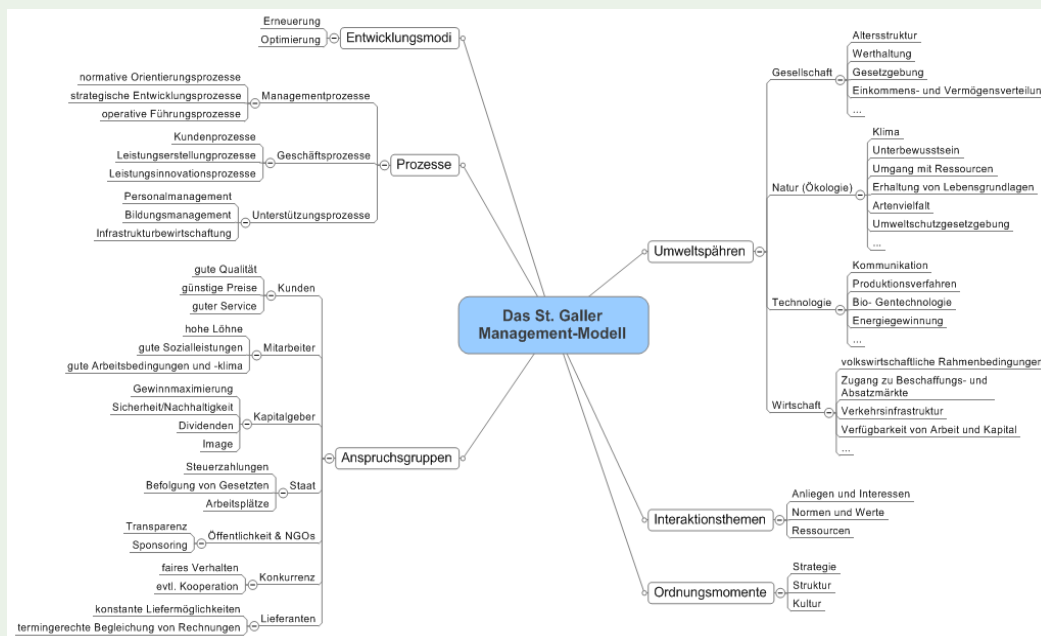 Das St. Galler
Management-Modell
Entwicklungsmodi
Erneuerung
Optimierung
Prozesse
Managementprozesse
normative Orientierungsprozesse
strategische Entwicklungsprozesse
operative Führungsprozesse
Geschäftsprozesse
Kundenprozesse
Leistungserstellungprozesse
Leistungsinnovationsprozesse
Unterstützungsprozesse
Personalmanagement
Bildungsmanagement
Infrastrukturbewirtschaftung
Anspruchsgruppen
Kunden
gute Qualität
günstige Preise
guter Service
Mitarbeiter
hohe Löhne
gute Sozialleistungen
gute Arbeitsbedingungen und -klima
Kapitalgeber
Gewinnmaximierung
Sicherheit/Nachhaltigkeit
Dividenden
Image
Staat
Steuerzahlungen
Befolgung von Gesetzten
Arbeitsplätze
Öffentlichkeit & NGOs
Transparenz
Sponsoring
Konkurrenz
faires Verhalten
evtl. Kooperation
Lieferanten
konstante Liefermöglichkeiten
termingerechte Begleichung von Rechnungen
Umweltspähren
Gesellschaft
Altersstruktur
Werthaltung
Gesetzgebung
Einkommens- und Vermögensverteilun
...
Natur (Ökologie)
Klima
Unterbewusstsein
Umgang mit Ressourcen
Erhaltung von Lebensgrundlagen
Artenvielfalt
Umweltschutzgesetzgebung
...
Technologie
Kommunikation
Produktionsverfahren
Bio- Gentechnologie
Energiegewinnung
...
Wirtschaft
volkswirtschaftliche Rahmenbedingungen
Zugang zu Beschaffungs- und
Absatzmärkte
Verkehrsinfrastruktur
Verfügbarkeit von Arbeit und Kapital
...
Interaktionsthemen
Anliegen und Interessen
Normen und Werte
Ressourcen
Ordnungsmomente
Strategie
Struktur
Kultur